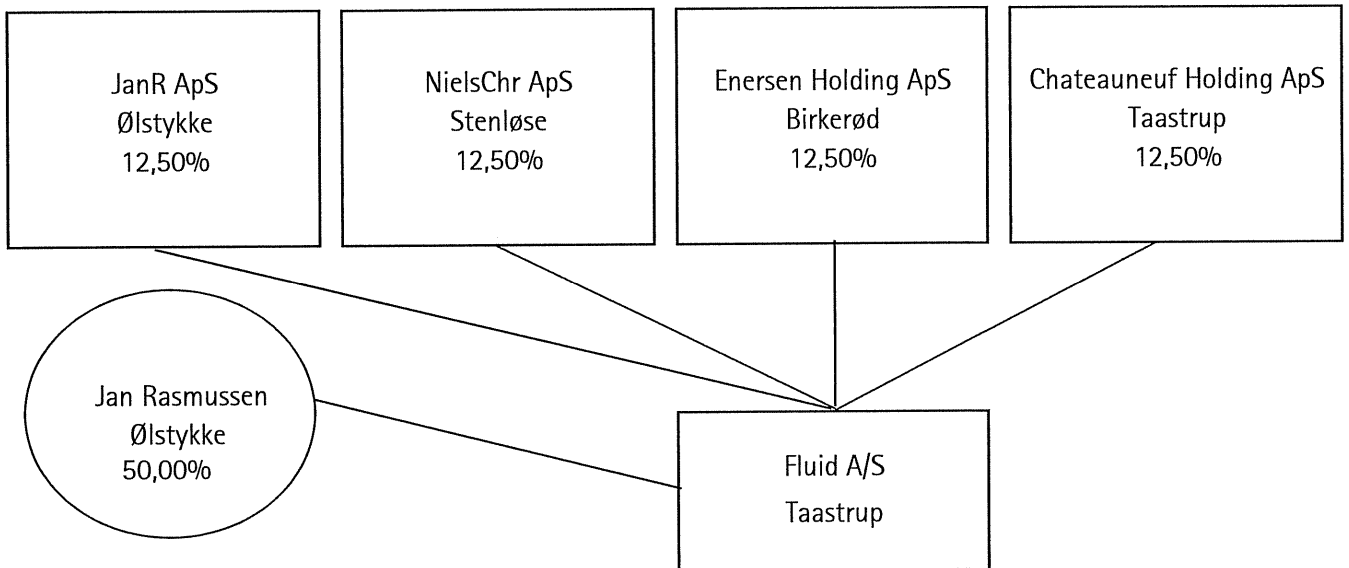 JanR ApS
Ølstykke
12,50%
NielsChr ApS
Stenløse
12,50%
Enersen Holding ApS
Birkerød
12,50%
Chateauneuf Holding ApS
Taastrup
12,50%
Jan Rasmussen
Ølstykke
50,00%
Fluid A/S
Taastrup